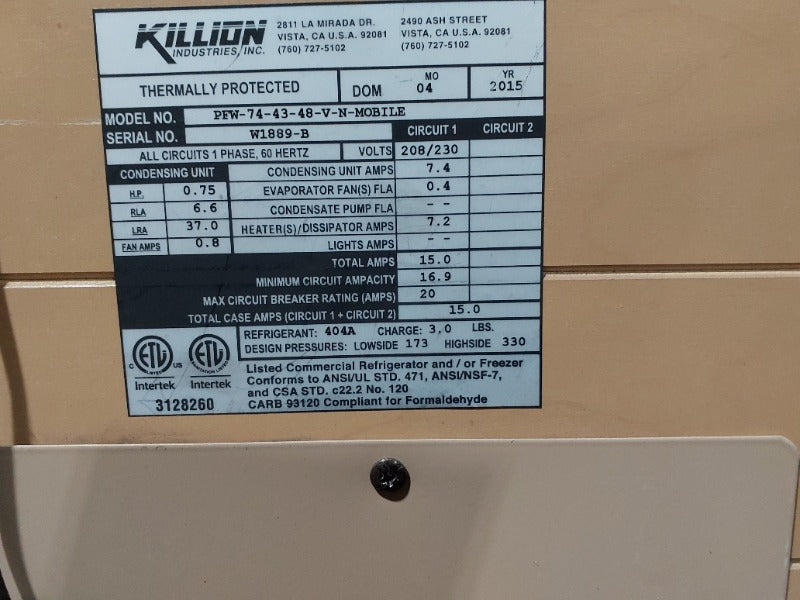 KILLION
INDUSTRIES, INC.
2811 LA MIRADA DR.
VISTA, CA U.S.A. 92081
(760) 727-5102
2490 ASH STREET
VISTA, CA U.S.A. 92081
(760) 727-5102
THERMALLY PROTECTED DOM MO 04 YR 2015
MODEL NO. PFW-74-43-48-V-N-MOBILE
SERIAL NO. W1889-B CIRCUIT 1 CIRCUIT 2
ALL CIRCUITS 1 PHASE, 60 HERTZ VOLTS 208/230
CONDENSING UNIT CONDENSING UNIT AMPS 7.4
H.P. 0.75 EVAPORATOR FAN(S) FLA 0.4
RLA 6.6 CONDENSATE PUMP FLA - -
LRA 37.0 HEATER(S)/DISSIPATOR AMPS 7.2
FAN AMPS 0.8 LIGHTS AMPS - -
TOTAL AMPS 15.0
MINIMUM CIRCUIT AMPACITY 16.9
MAX CIRCUIT BREAKER RATING (AMPS) 20
TOTAL CASE AMPS (CIRCUIT 1 + CIRCUIT 2) 15.0
REFRIGERANT: 404A CHARGE: 3.0 LBS.
DESIGN PRESSURES: LOWSIDE 173 HIGHSIDE 330
C ETL US ETL
Intertek Intertek
3128260
Listed Commercial Refrigerator and / or Freezer
Conforms to ANSI/UL STD. 471, ANSI/NSF-7,
and CSA STD. c22.2 No. 120
CARB 93120 Compliant for Formaldehyde